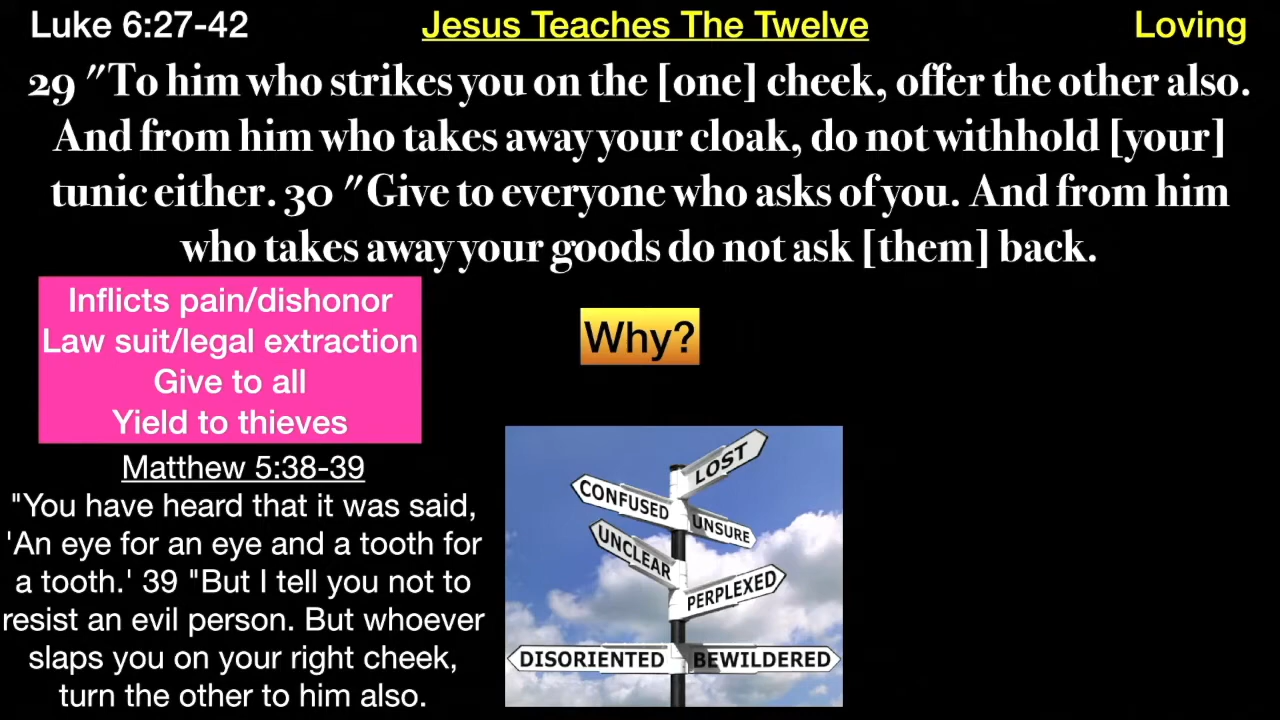 Luke 6:27-42
Jesus Teaches The Twelve
Loving
29 "To him who strikes you on the [one] cheek, offer the other also.
And from him who takes away your cloak, do not withhold [your]
tunic either. 30 "Give to everyone who asks of you. And from him
who takes away your goods do not ask [them] back.
Inflicts pain/dishonor
Law suit/legal extraction
Give to all
Yield to thieves
Why?
Matthew 5:38-39
"You have heard that it was said,
'An eye for an eye and a tooth for
a tooth.' 39 "But I tell you not to
resist an evil person. But whoever
slaps you on your right cheek,
turn the other to him also.
LOST
CONFUSED
UNSURE
UNCLEAR
PERPLEXED
DISORIENTED
BEWILDERED